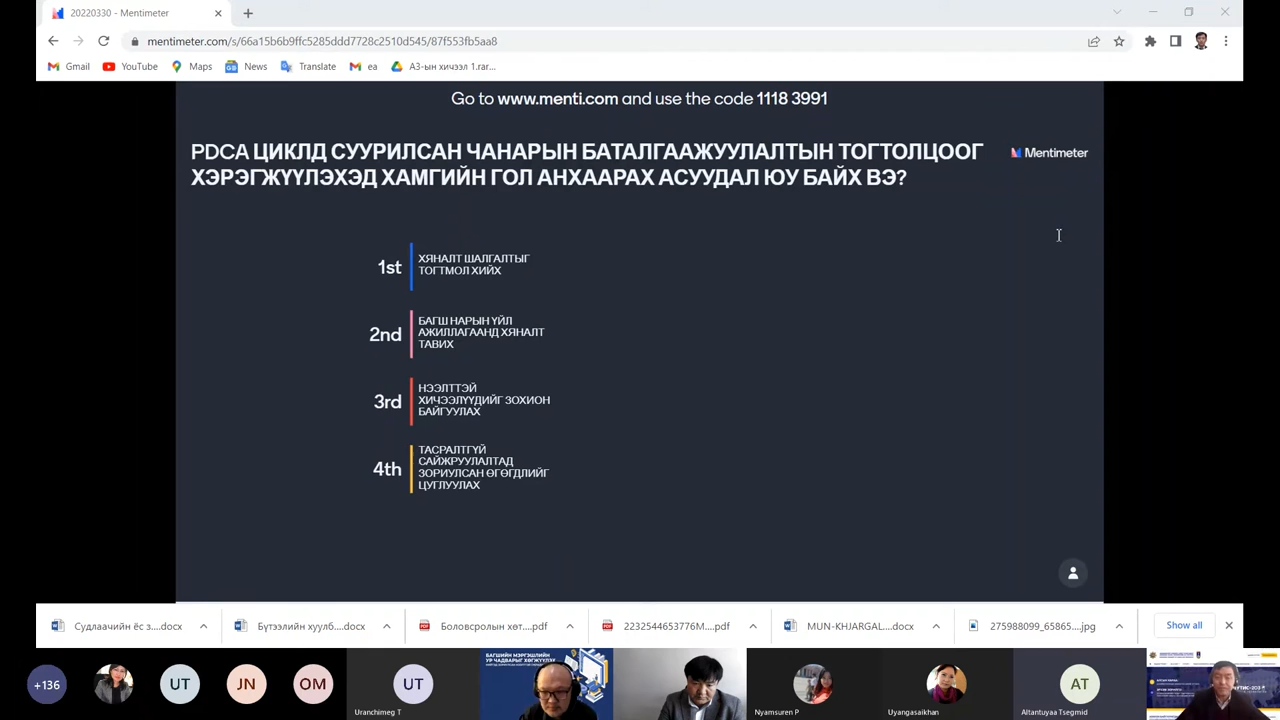 20220330 - Mentimeter
mentimeter.com/s/66a15b6b9ffc5285ddd7728c2510d545/87f553fb5aa8
Gmail YouTube Maps News Translate ea А3-ын хичээл 1.rar...
Go to www.menti.com and use the code 1118 3991
PDCA ЦИКЛД СУУРИЛСАН ЧАНАРЫН БАТАЛГААЖУУЛАЛТЫН ТОГТОЛЦООГ
ХЭРЭГЖҮҮЛЭХЭД ХАМГИЙН ГОЛ АНХААРАХ АСУУДАЛ ЮУ БАЙХ ВЭ?
Mentimeter
1st
ХЯНАЛТ ШАЛГАЛТЫГ
ТОГТМОЛ ХИЙХ
2nd
БАГШ НАРЫН ҮЙЛ
АЖИЛЛАГААНД ХЯНАЛТ
ТАВИХ
3rd
НЭЭЛТТЭЙ
ХИЧЭЭЛҮҮДИЙГ ЗОХИОН
БАЙГУУЛАХ
4th
ТАСРАЛТГҮЙ
САЙЖРУУЛАЛТАД
ЗОРИУЛСАН ӨГӨГДЛИЙГ
ЦУГЛУУЛАХ
Судлаачийн ёс з....docx Бүтээлийн хуулб....docx Боловсролын хөт....pdf 2232544653776M....pdf MUN-KHJARGAL....docx 275988099_65865....jpg Show all
+136 UT JN OM UT AT
БАГШИЙН МЭРГЭШЛИЙН
УР ЧАДВАРЫГ ХӨГЖҮҮЛЭХ
Uranchimeg T Nyamsuren P Uyangasaikhan Altantuyaa Tsegmid